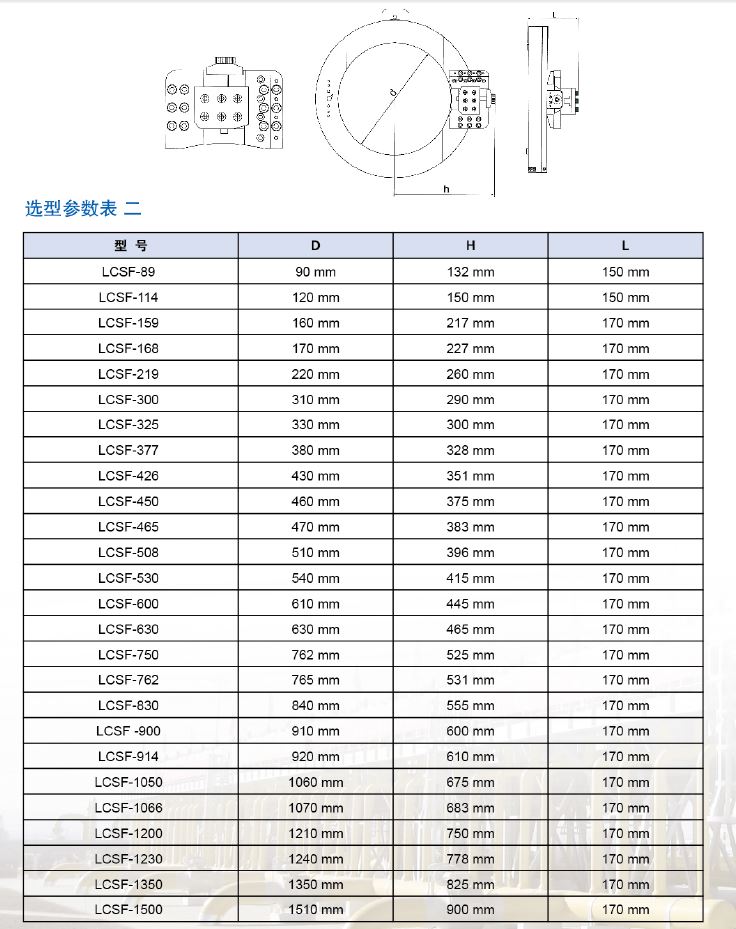 L
d
h
选型参数表 二
型 号 D H L
LCSF-89 90 mm 132 mm 150 mm
LCSF-114 120 mm 150 mm 150 mm
LCSF-159 160 mm 217 mm 170 mm
LCSF-168 170 mm 227 mm 170 mm
LCSF-219 220 mm 260 mm 170 mm
LCSF-300 310 mm 290 mm 170 mm
LCSF-325 330 mm 300 mm 170 mm
LCSF-377 380 mm 328 mm 170 mm
LCSF-426 430 mm 351 mm 170 mm
LCSF-450 460 mm 375 mm 170 mm
LCSF-465 470 mm 383 mm 170 mm
LCSF-508 510 mm 396 mm 170 mm
LCSF-530 540 mm 415 mm 170 mm
LCSF-600 610 mm 445 mm 170 mm
LCSF-630 630 mm 465 mm 170 mm
LCSF-750 762 mm 525 mm 170 mm
LCSF-762 765 mm 531 mm 170 mm
LCSF-830 840 mm 555 mm 170 mm
LCSF -900 910 mm 600 mm 170 mm
LCSF-914 920 mm 610 mm 170 mm
LCSF-1050 1060 mm 675 mm 170 mm
LCSF-1066 1070 mm 683 mm 170 mm
LCSF-1200 1210 mm 750 mm 170 mm
LCSF-1230 1240 mm 778 mm 170 mm
LCSF-1350 1350 mm 825 mm 170 mm
LCSF-1500 1510 mm 900 mm 170 mm